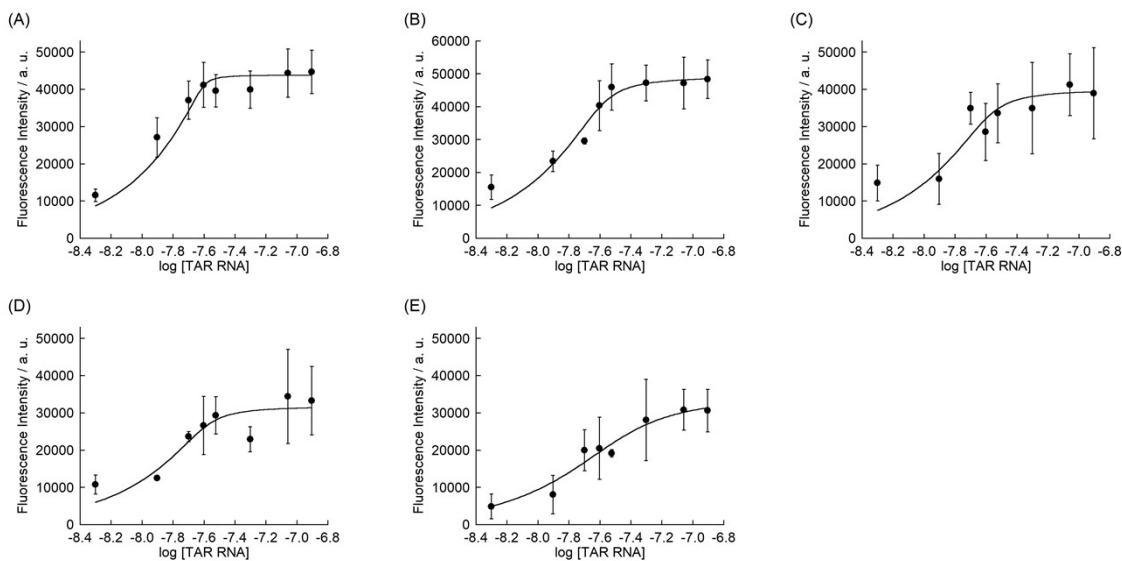 (A)
Fluorescence Intensity / a. u.
50000
40000
30000
20000
10000
0
-8.4 -8.2 -8.0 -7.8 -7.6 -7.4 -7.2 -7.0 -6.8
log [TAR RNA]
(B)
Fluorescence Intensity / a. u.
60000
50000
40000
30000
20000
10000
0
-8.4 -8.2 -8.0 -7.8 -7.6 -7.4 -7.2 -7.0 -6.8
log [TAR RNA]
(C)
Fluorescence Intensity / a. u.
50000
40000
30000
20000
10000
0
-8.4 -8.2 -8.0 -7.8 -7.6 -7.4 -7.2 -7.0 -6.8
log [TAR RNA]
(D)
Fluorescence Intensity / a. u.
50000
40000
30000
20000
10000
0
-8.4 -8.2 -8.0 -7.8 -7.6 -7.4 -7.2 -7.0 -6.8
log [TAR RNA]
(E)
Fluorescence Intensity / a. u.
50000
40000
30000
20000
10000
0
-8.4 -8.2 -8.0 -7.8 -7.6 -7.4 -7.2 -7.0 -6.8
log [TAR RNA]